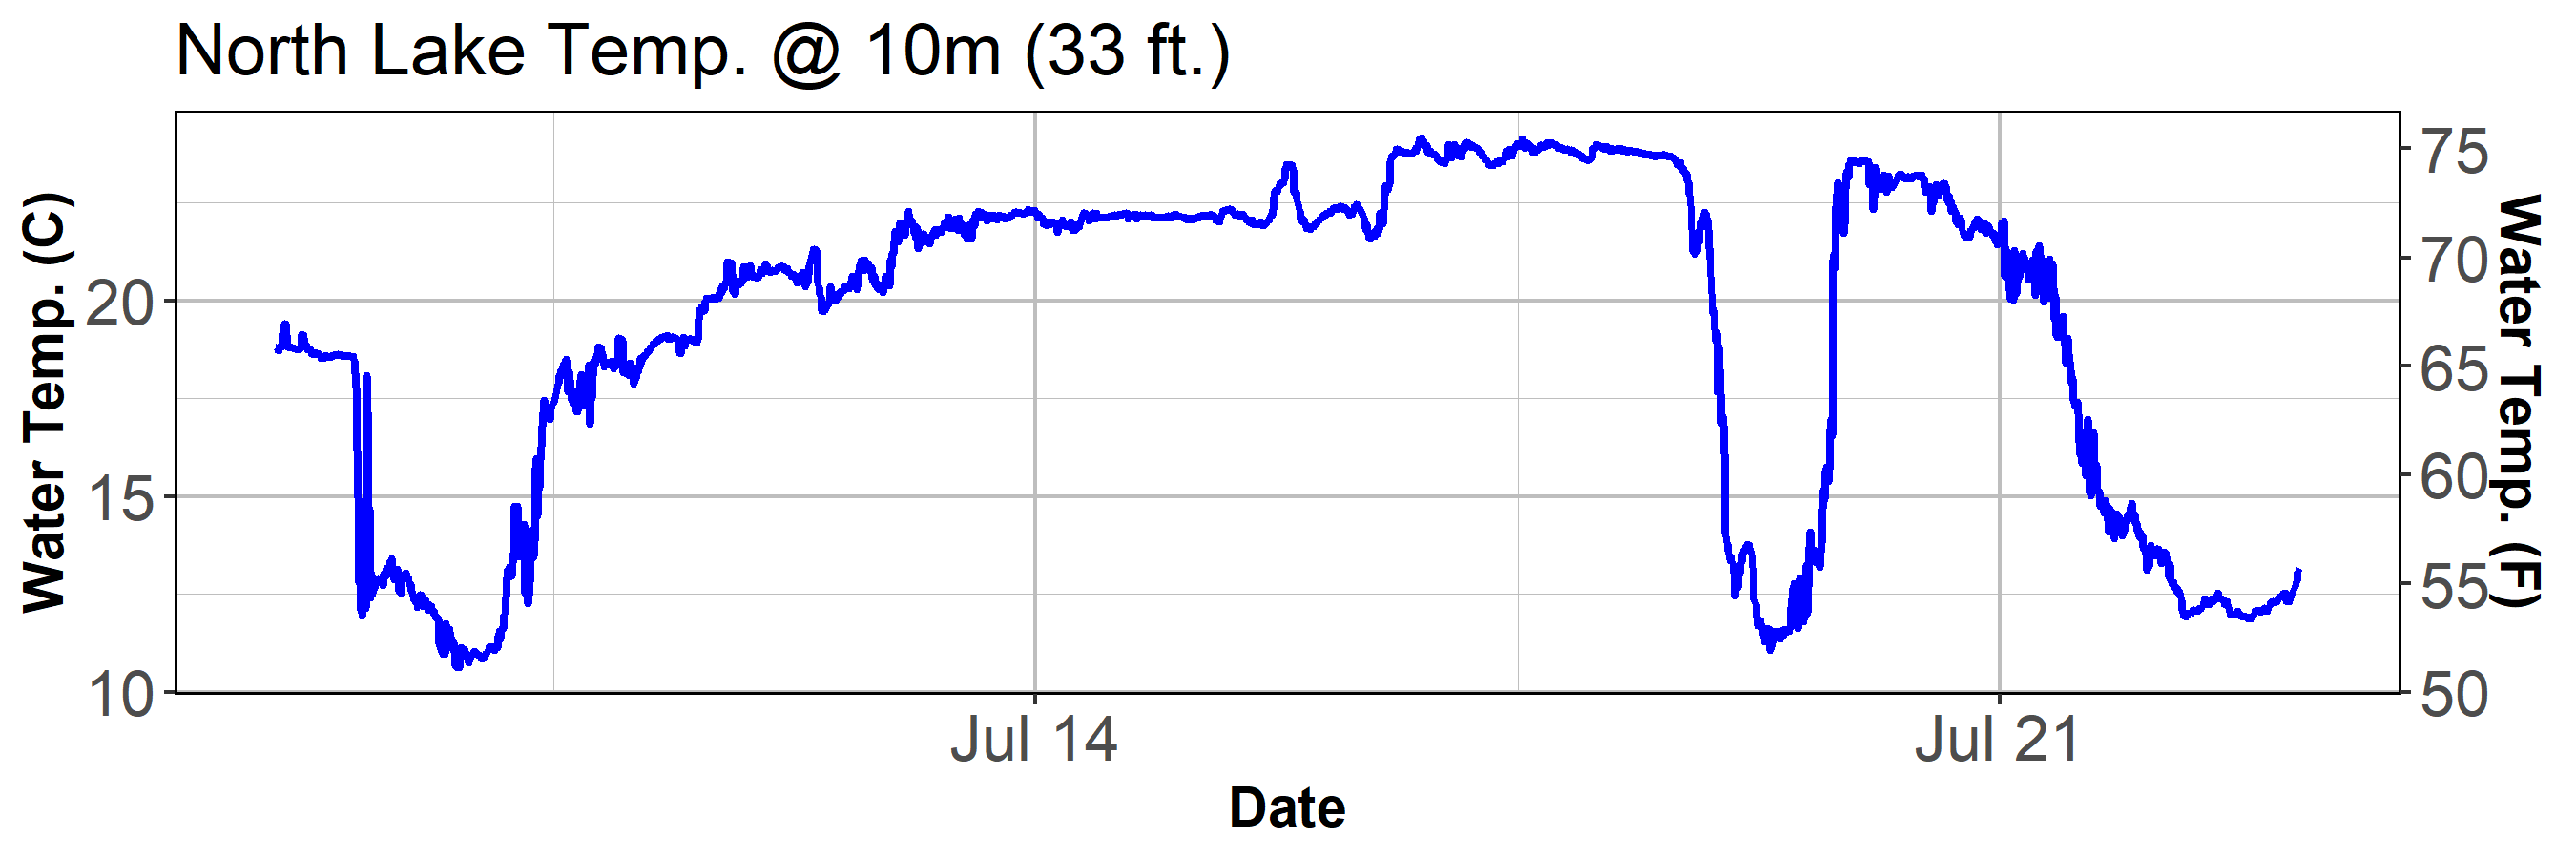 North Lake Temp. @ 10m (33 ft.)
Water Temp. (C)
20
15
10
75
70
65
60
55
50
Water Temp. (F)
Jul 14
Jul 21
Date